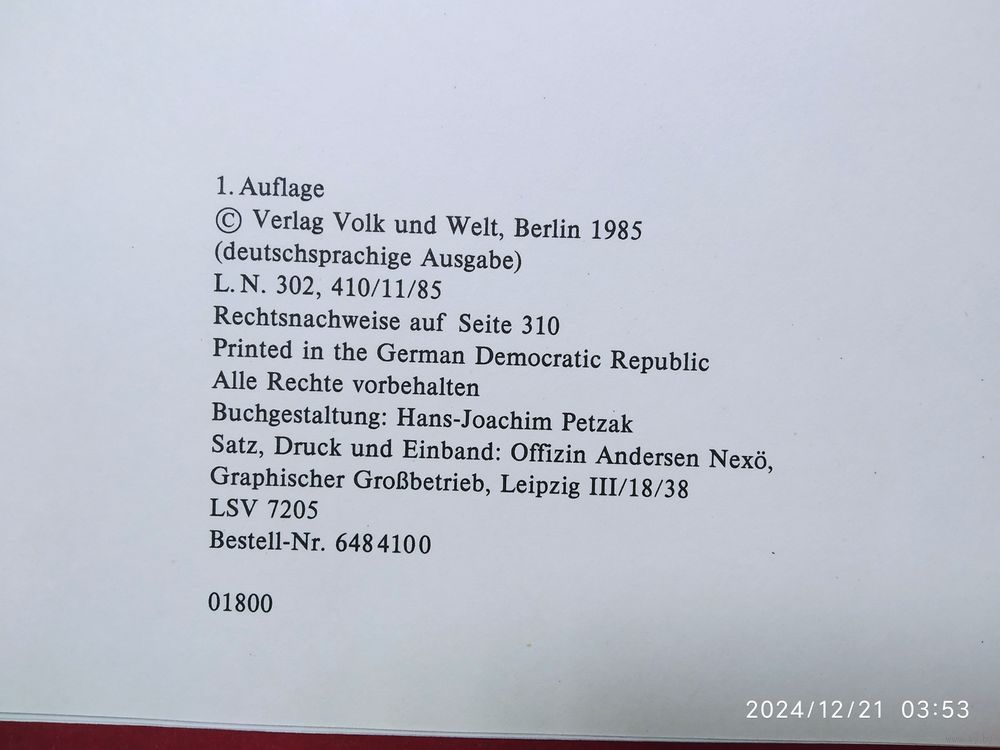 1. Auflage
© Verlag Volk und Welt, Berlin 1985
(deutschsprachige Ausgabe)
L. N. 302, 410/11/85
Rechtsnachweise auf Seite 310
Printed in the German Democratic Republic
Alle Rechte vorbehalten
Buchgestaltung: Hans-Joachim Petzak
Satz, Druck und Einband: Offizin Andersen Nexö,
Graphischer Großbetrieb, Leipzig III/18/38
LSV 7205
Bestell-Nr. 648 410 0
01800
2024/12/21 03:53